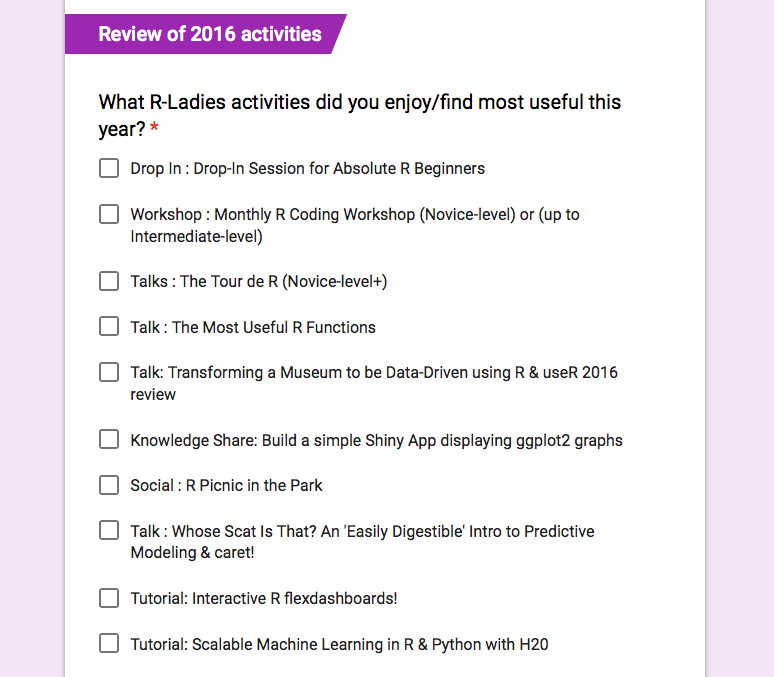 Review of 2016 activities
What R-Ladies activities did you enjoy/find most useful this
year? *
Drop In : Drop-In Session for Absolute R Beginners
Workshop : Monthly R Coding Workshop (Novice-level) or (up to
Intermediate-level)
Talks : The Tour de R (Novice-level+)
Talk : The Most Useful R Functions
Talk: Transforming a Museum to be Data-Driven using R & useR 2016
review
Knowledge Share: Build a simple Shiny App displaying ggplot2 graphs
Social : R Picnic in the Park
Talk : Whose Scat Is That? An 'Easily Digestible' Intro to Predictive
Modeling & caret!
Tutorial: Interactive R flexdashboards!
Tutorial: Scalable Machine Learning in R & Python with H20